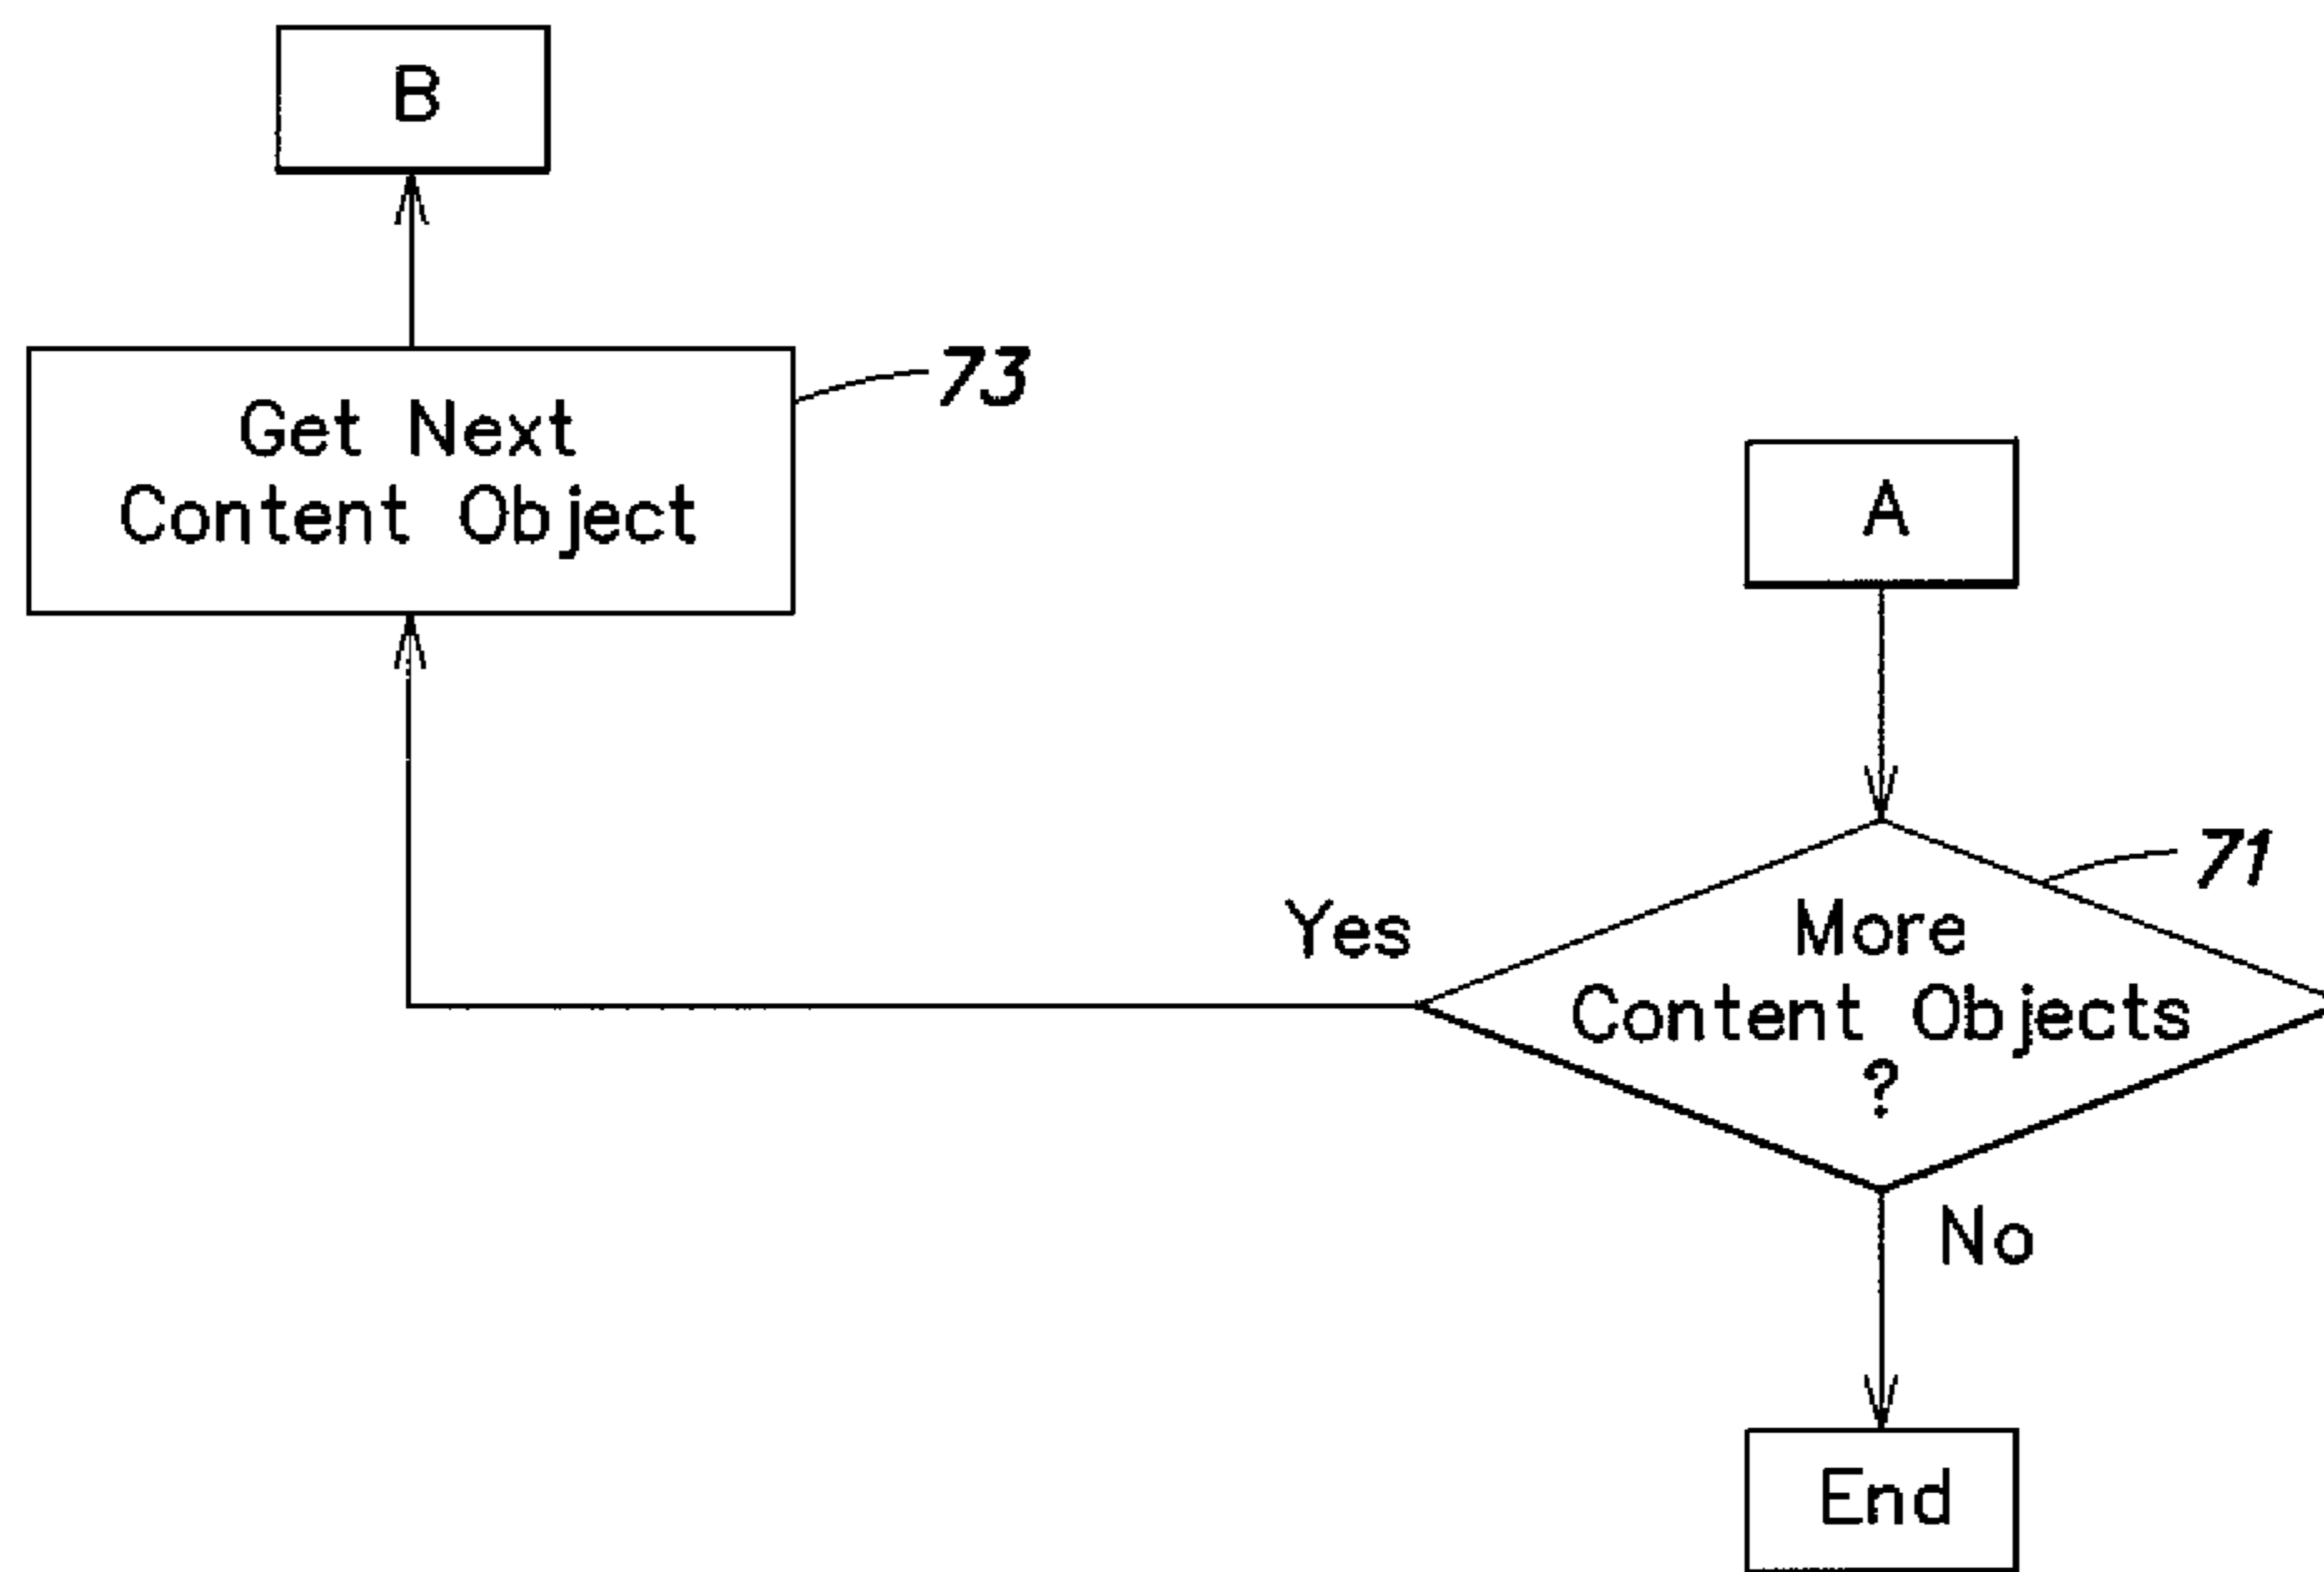 B
Get Next
Content Object
73
A
71
Yes
More
Content Objects
?
No
End